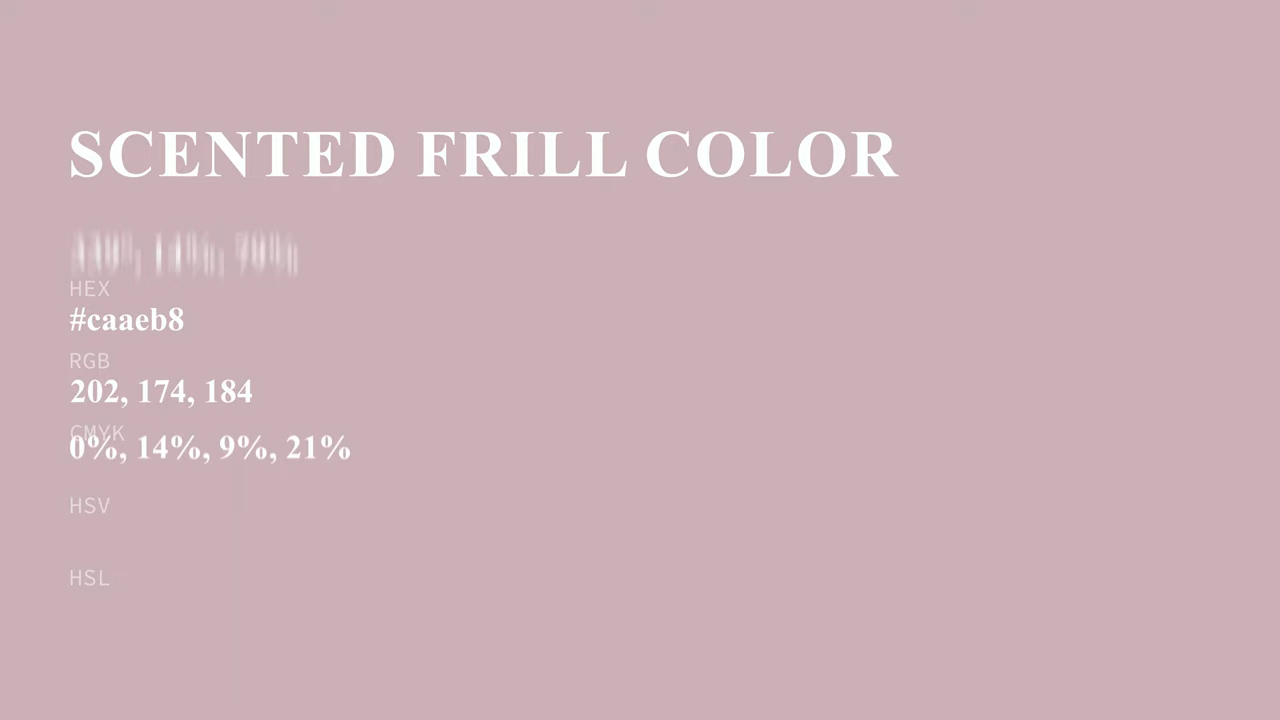 SCENTED FRILL COLOR
HEX
#caaeb8
RGB
202, 174, 184
CMYK
0%, 14%, 9%, 21%
HSV
HSL